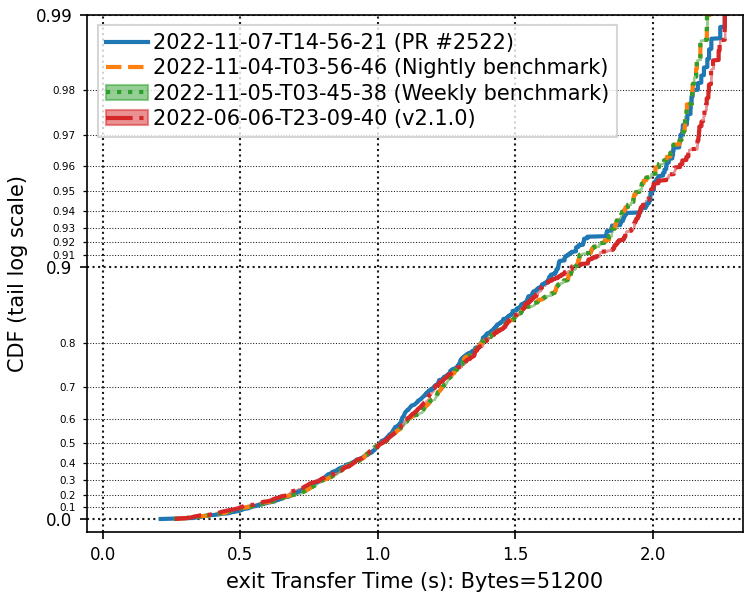 0.99
2022-11-07-T14-56-21 (PR #2522)
2022-11-04-T03-56-46 (Nightly benchmark)
2022-11-05-T03-45-38 (Weekly benchmark)
2022-06-06-T23-09-40 (v2.1.0)
0.98
0.97
0.96
0.95
0.94
0.93
0.92
0.91
0.9
0.8
0.7
0.6
0.5
0.4
0.3
0.2
0.1
0.0
CDF (tail log scale)
0.0 0.5 1.0 1.5 2.0
exit Transfer Time (s): Bytes=51200